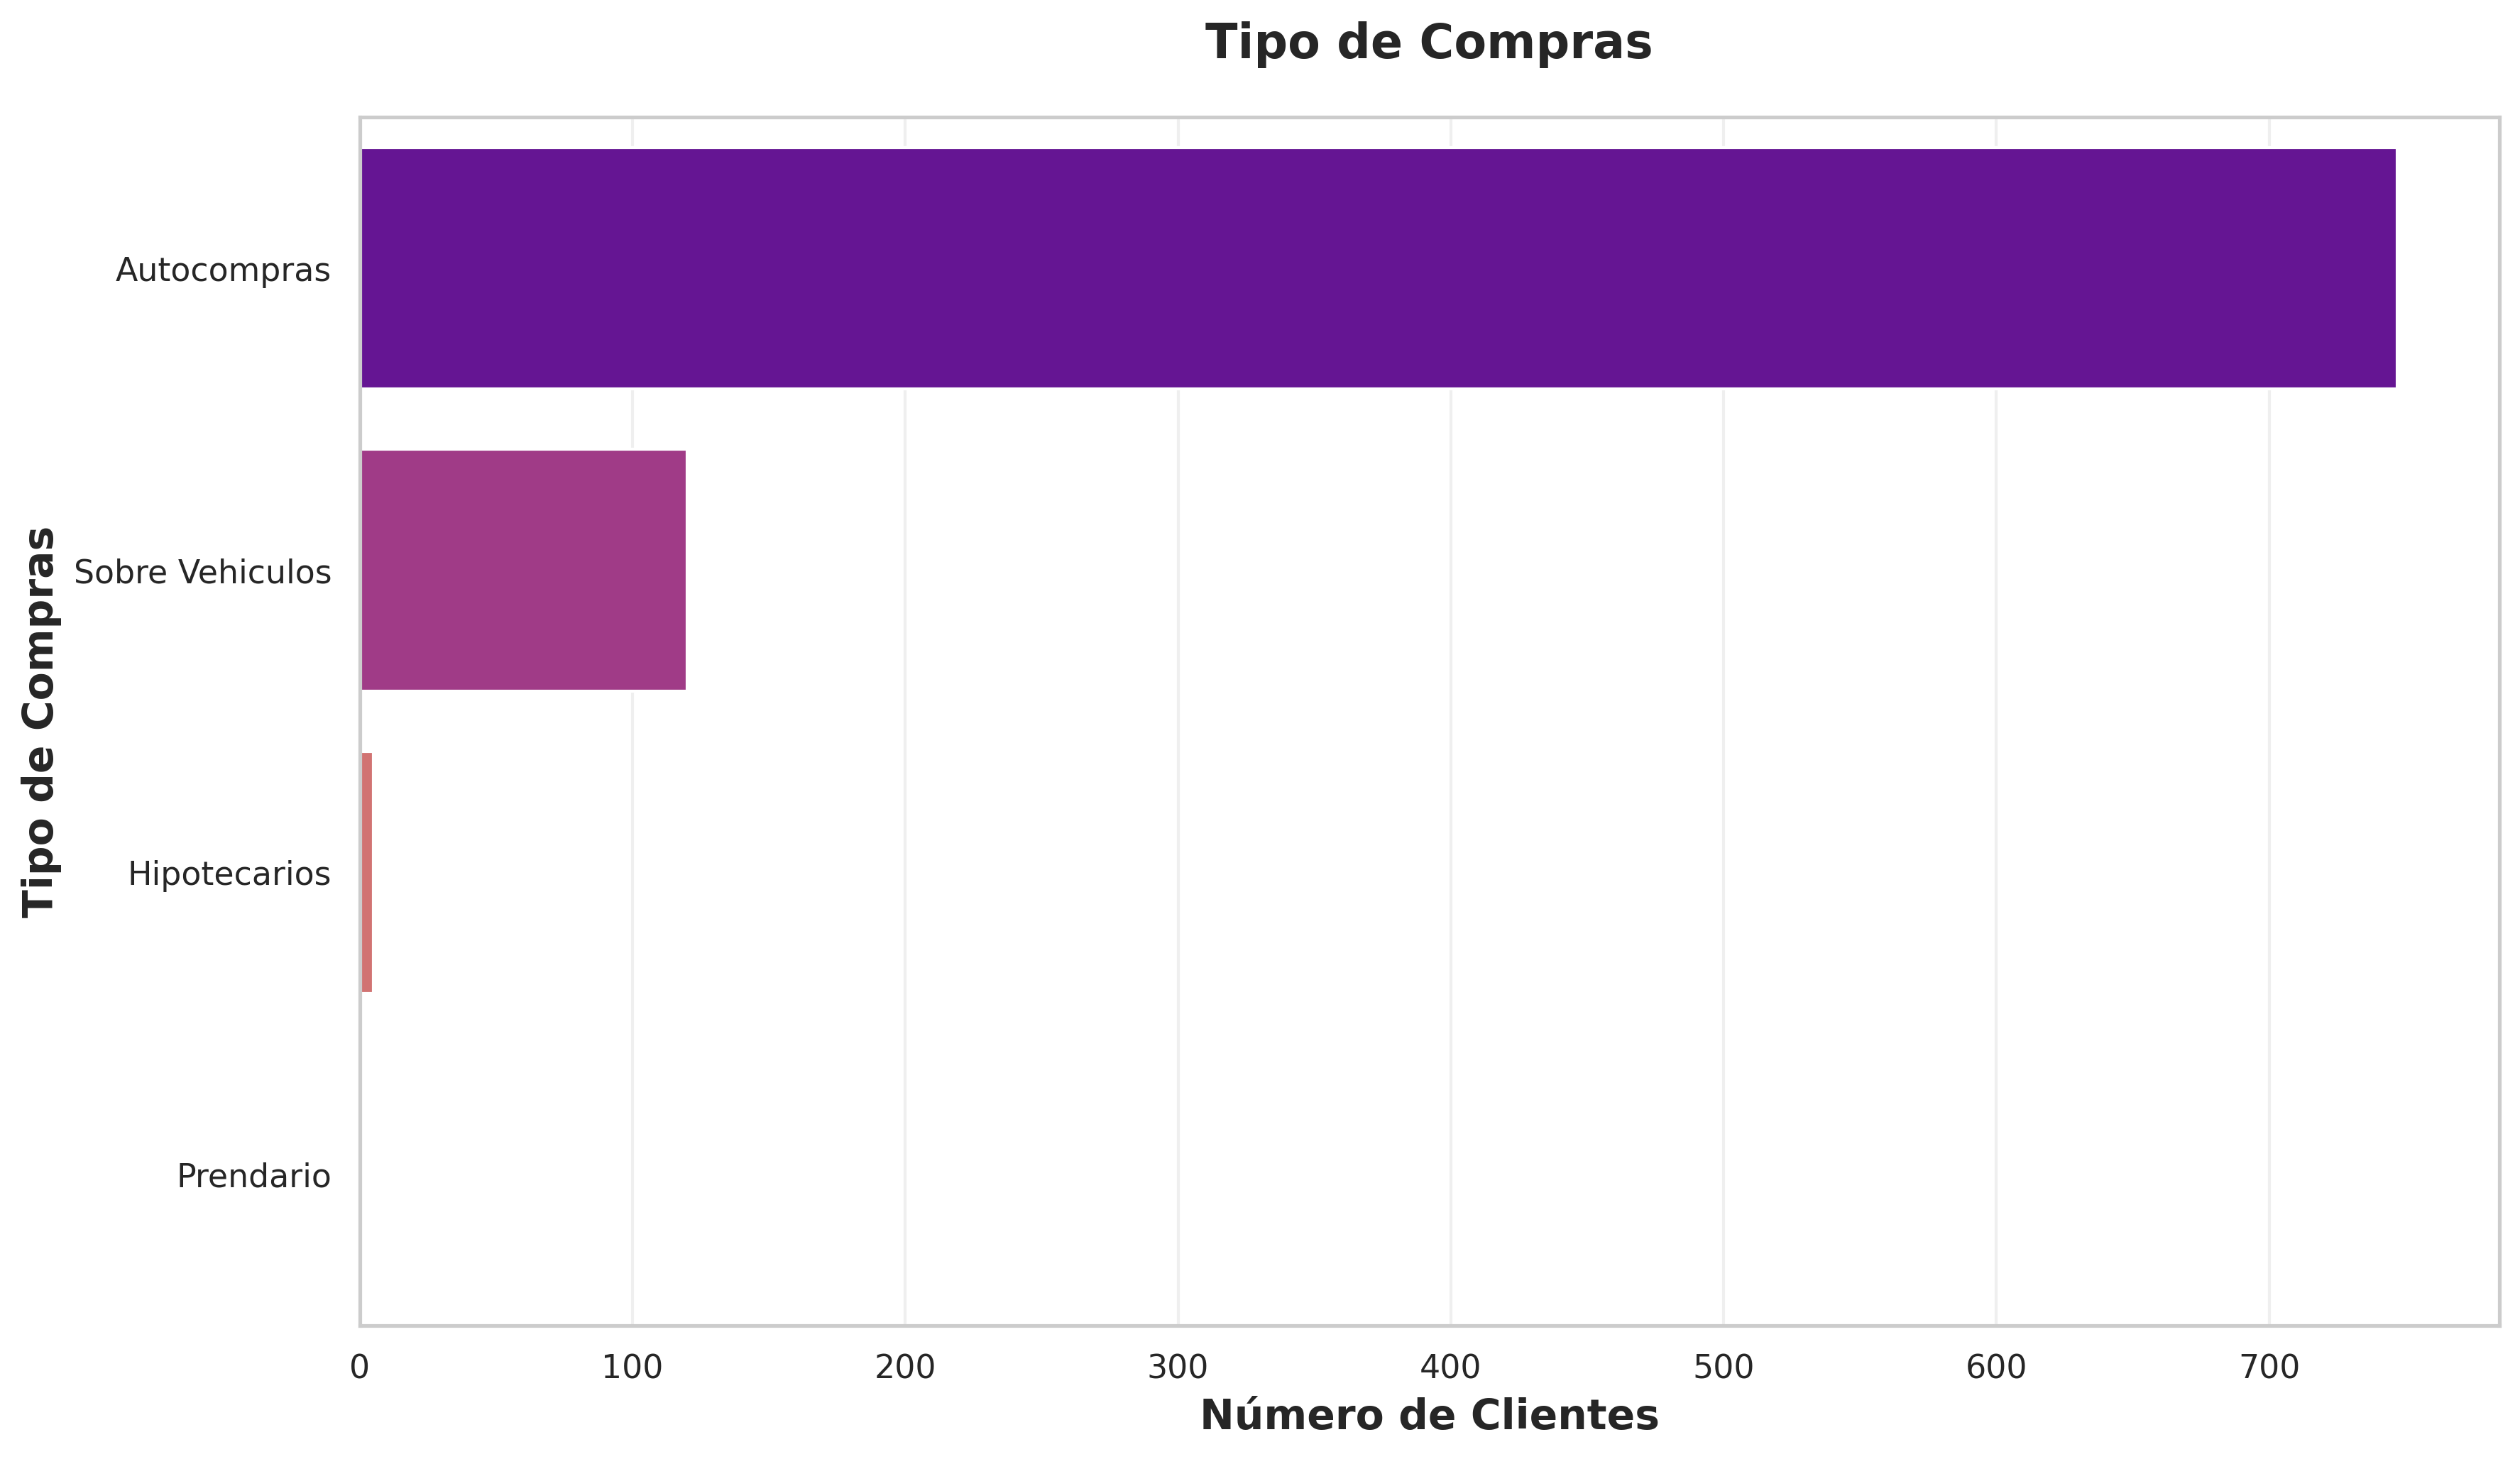 Tipo de Compras
Tipo de Compras
Autocompras
Sobre Vehiculos
Hipotecarios
Prendario
0 100 200 300 400 500 600 700
Número de Clientes